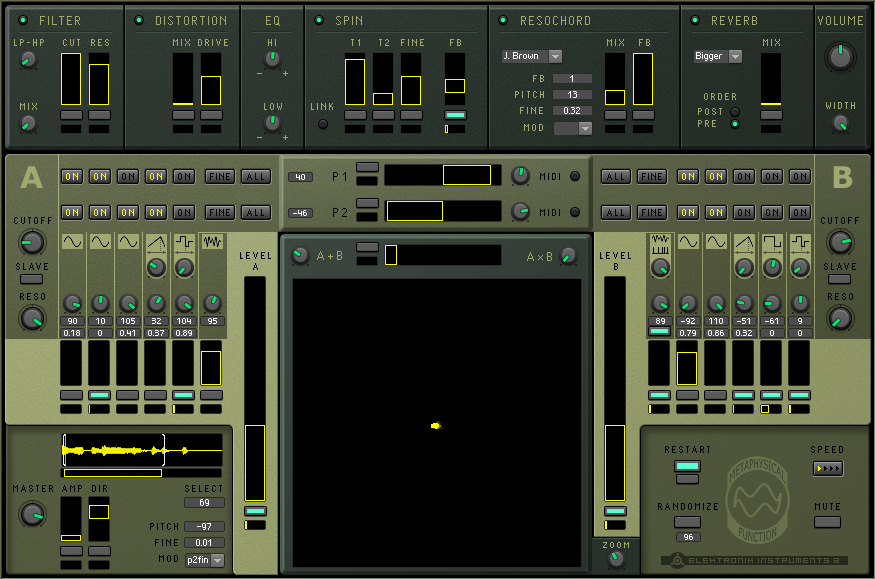 FILTER DISTORTION EQ SPIN RESOCHORD REVERB VOLUME
LP-HP CUT RES MIX DRIVE HI T1 T2 FINE FB MIX FB MIX
J. Brown Bigger
FB 1
PITCH 13
ORDER
MIX LOW LINK FINE 0.32 POST WIDTH
MOD PRE
A ON ON ON ON ON FINE ALL 40 P1 MIDI ALL FINE ON ON ON ON ON B
ON ON ON ON ON FINE ALL -46 P2 MIDI ALL FINE ON ON ON ON ON
CUTOFF CUTOFF
LEVEL A A+B AxB LEVEL B
SLAVE SLAVE
RESO RESO
90 10 105 32 104 95 89 -92 110 -51 -61 9
0.18 0 0.41 0.37 0.89 0.79 0.86 0.32 0 0
RESTART SPEED
MASTER AMP DIR SELECT
69
METAPHYSICAL FUNCTION
RANDOMIZE MUTE
PITCH -97
96
FINE 0.01
ZOOM
MOD p2fin
ELEKTRONIK INSTRUMENTS 2